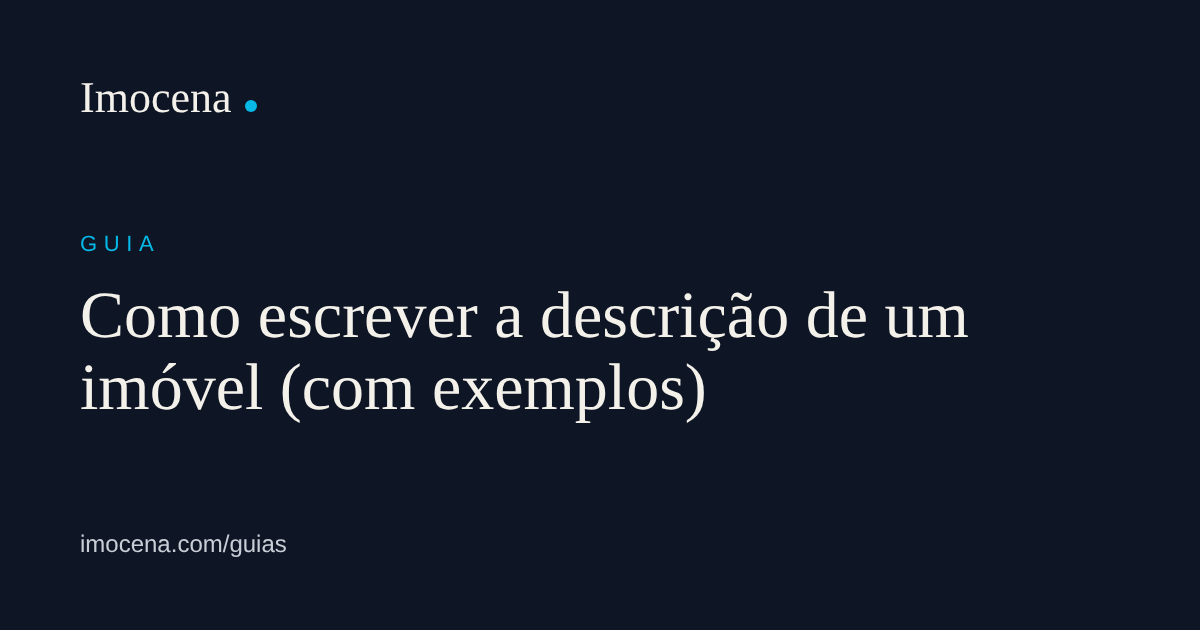 Imocena
GUIA
Como escrever a descrição de um
imóvel (com exemplos)
imocena.com/guias